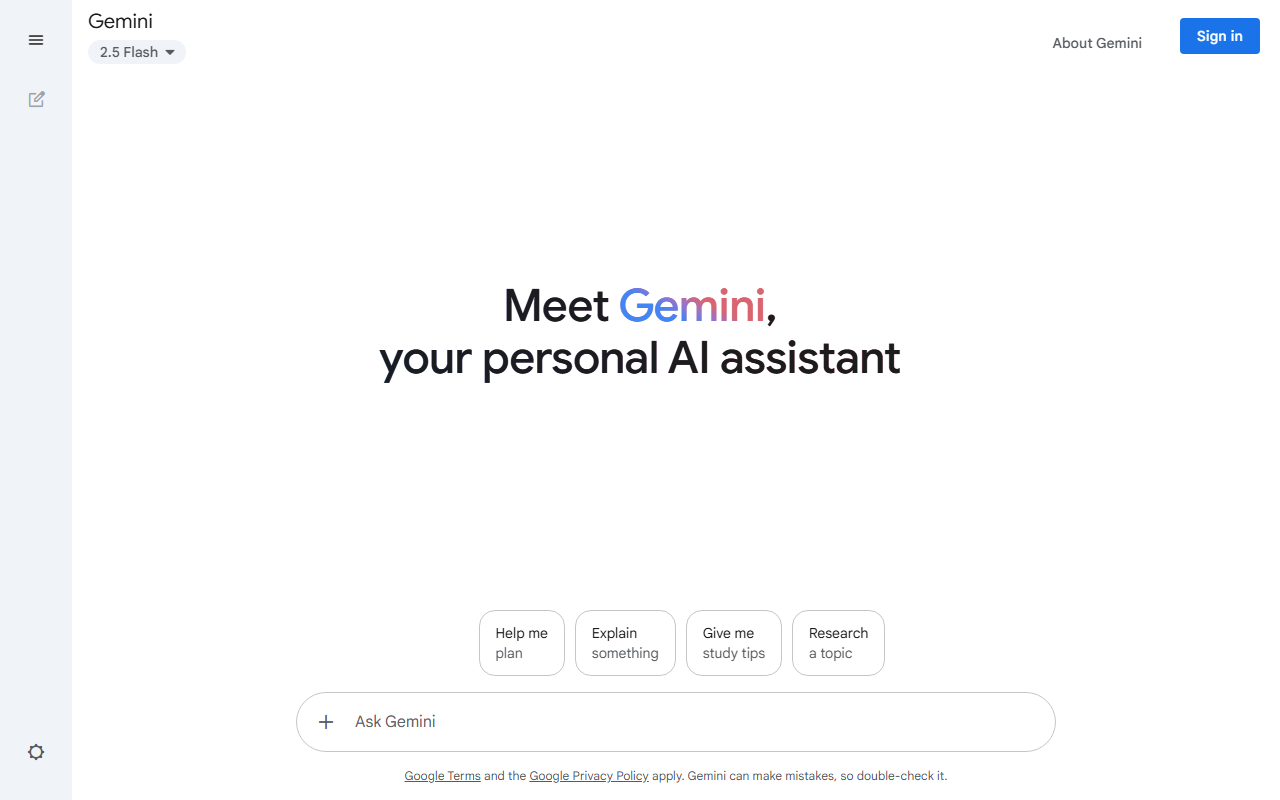 Gemini
2.5 Flash
About Gemini
Sign in
Meet Gemini,
your personal AI assistant
Help me
plan
Explain
something
Give me
study tips
Research
a topic
Ask Gemini
Google Terms and the Google Privacy Policy apply. Gemini can make mistakes, so double-check it.